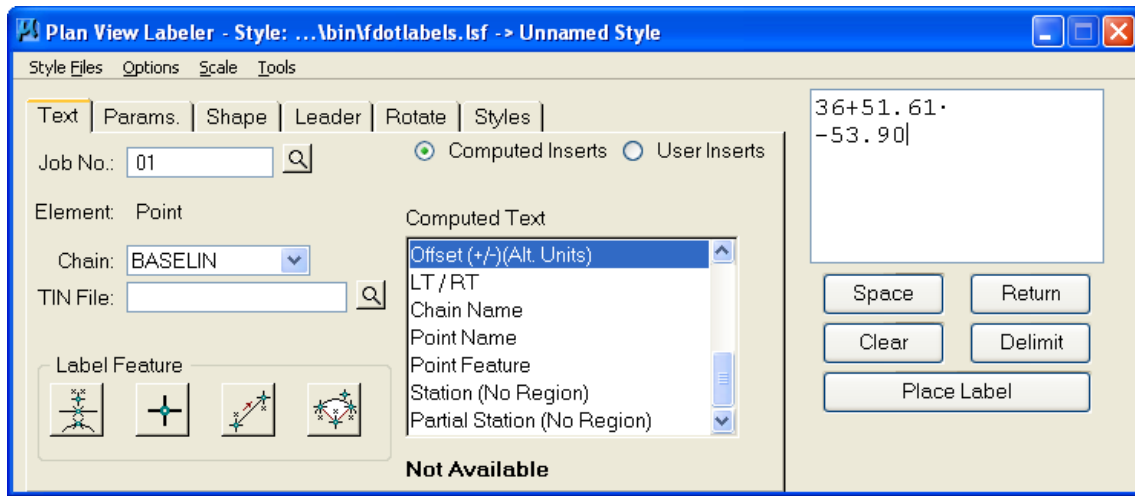 Plan View Labeler - Style: ...\bin\fdotlabels.lsf -> Unnamed Style
Style Files Options Scale Tools
Text Params. Shape Leader Rotate Styles
Job No.: 01
Computed Inserts User Inserts
Element: Point
Chain: BASELIN
TIN File:
Label Feature
Computed Text
Offset (+/-)(Alt. Units)
LT / RT
Chain Name
Point Name
Point Feature
Station (No Region)
Partial Station (No Region)
Not Available
36+51.61·
-53.90
Space Return
Clear Delimit
Place Label